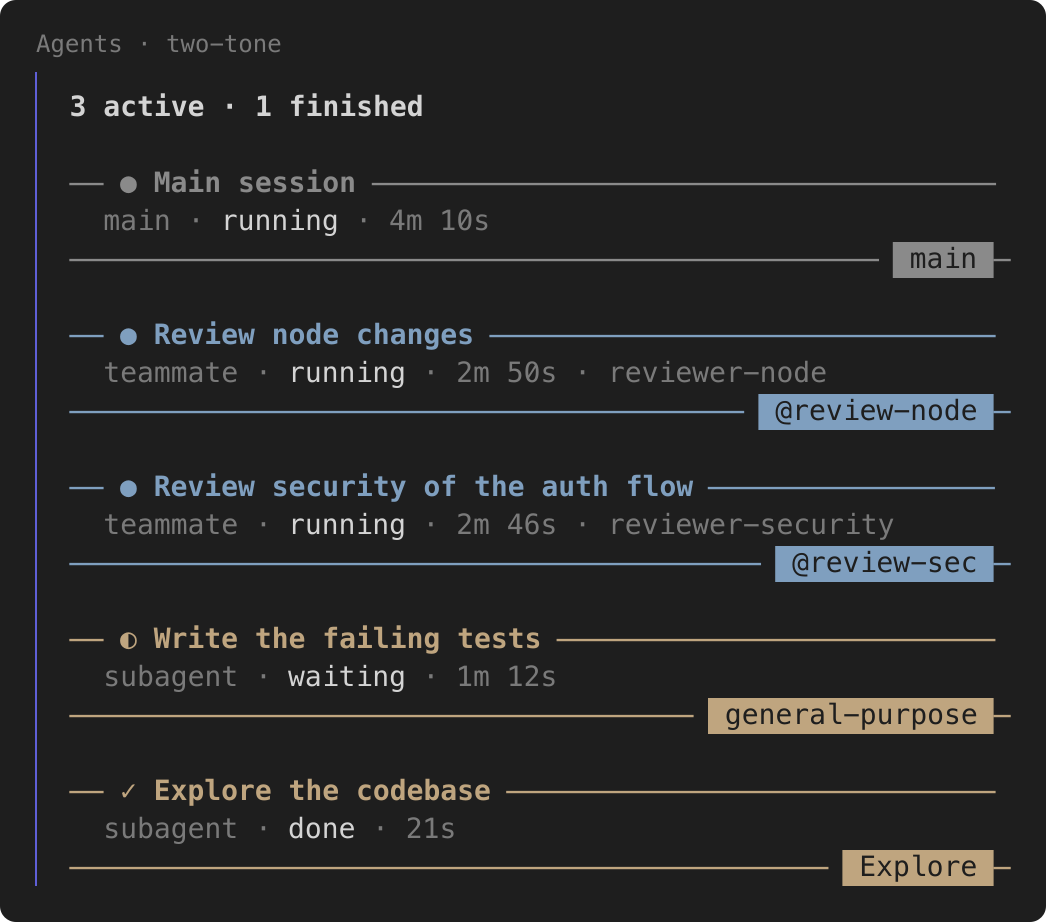 Agents · two-tone
3 active · 1 finished
● Main session
main · running · 4m 10s
main
● Review node changes
teammate · running · 2m 50s · reviewer-node
@review-node
● Review security of the auth flow
teammate · running · 2m 46s · reviewer-security
@review-sec
◐ Write the failing tests
subagent · waiting · 1m 12s
general-purpose
✓ Explore the codebase
subagent · done · 21s
Explore